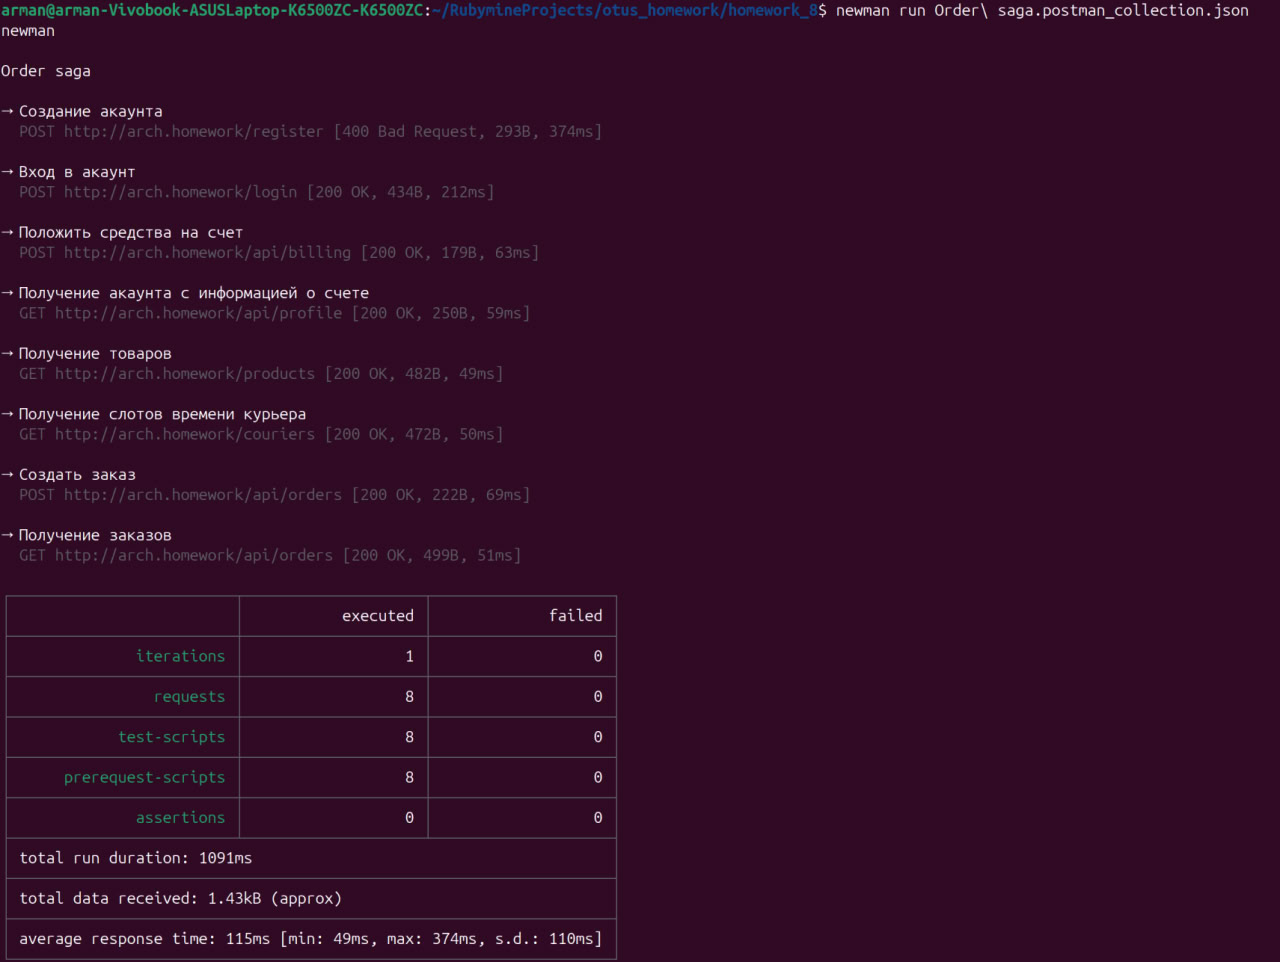 arman@arman-Vivobook-ASUSLaptop-K6500ZC-K6500ZC:~/RubymineProjects/otus_homework/homework_8$ newman run Order\ saga.postman_collection.json
newman
Order saga
→ Создание акаунта
POST http://arch.homework/register [400 Bad Request, 293B, 374ms]
→ Вход в акаунт
POST http://arch.homework/login [200 OK, 434B, 212ms]
→ Положить средства на счет
POST http://arch.homework/api/billing [200 OK, 179B, 63ms]
→ Получение акаунта с информацией о счете
GET http://arch.homework/api/profile [200 OK, 250B, 59ms]
→ Получение товаров
GET http://arch.homework/products [200 OK, 482B, 49ms]
→ Получение слотов времени курьера
GET http://arch.homework/couriers [200 OK, 472B, 50ms]
→ Создать заказ
POST http://arch.homework/api/orders [200 OK, 222B, 69ms]
→ Получение заказов
GET http://arch.homework/api/orders [200 OK, 499B, 51ms]
executed failed
iterations 1 0
requests 8 0
test-scripts 8 0
prerequest-scripts 8 0
assertions 0 0
total run duration: 1091ms
total data received: 1.43kB (approx)
average response time: 115ms [min: 49ms, max: 374ms, s.d.: 110ms]